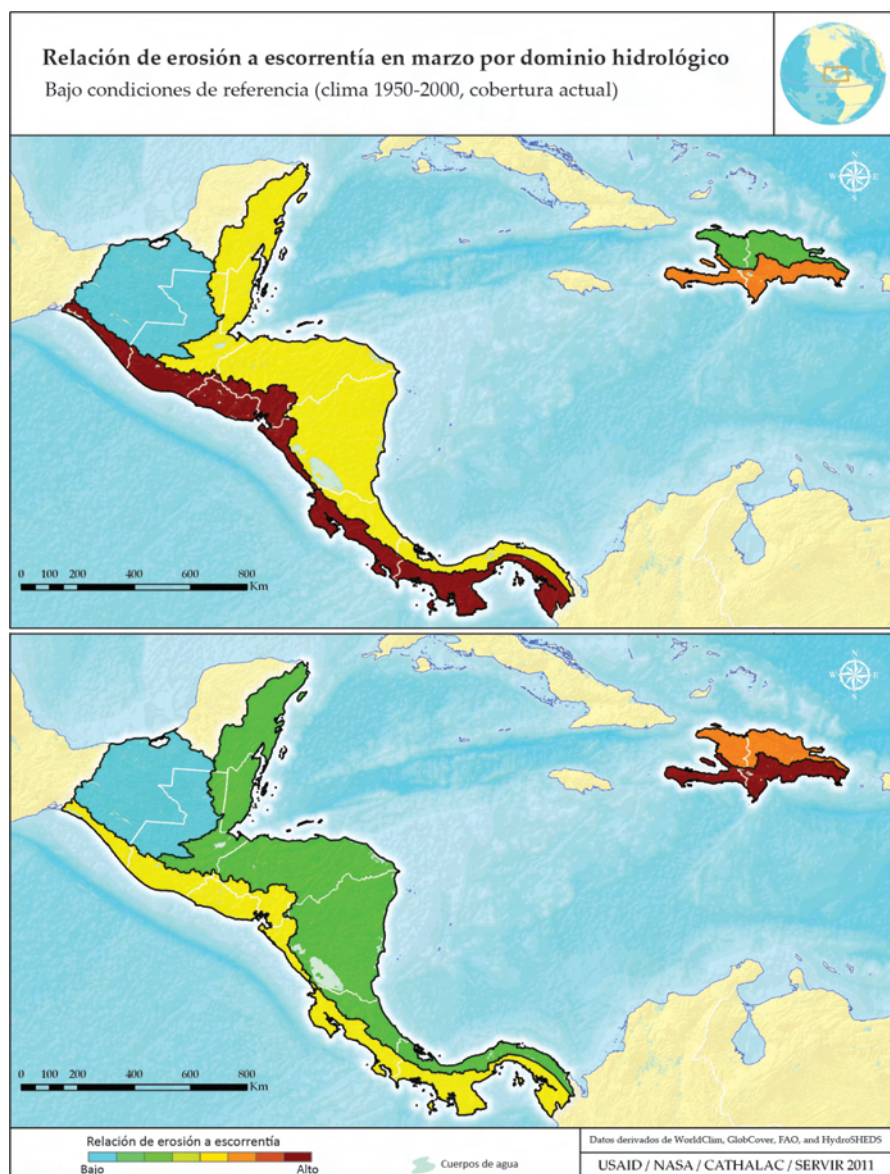 Relación de erosión a escorrentía en marzo por dominio hidrológico
Bajo condiciones de referencia (clima 1950-2000, cobertura actual)
N
W E
S
0 100 200 400 600 800
Km
N
W E
S
0 100 200 400 600 800
Km
Relación de erosión a escorrentía
Bajo Alto
Cuerpos de agua
Datos derivados de WorldClim, GlobCover, FAO, and HydroSHEDS
USAID / NASA / CATHALAC / SERVIR 2011